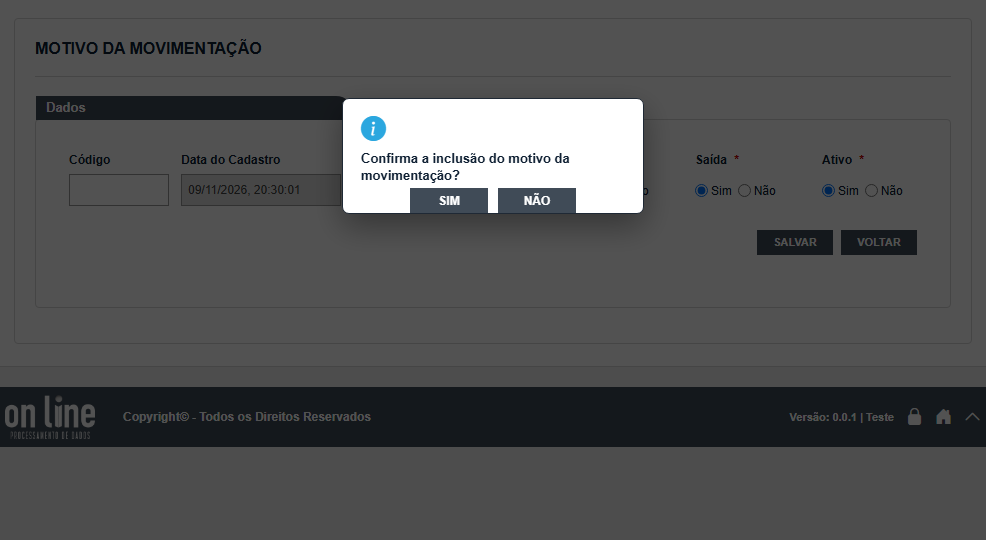 MOTIVO DA MOVIMENTAÇÃO
Dados
Confirma a inclusão do motivo da
movimentação?
SIM NÃO
Código Data do Cadastro Saída * Ativo *
09/11/2026, 20:30:01 Sim Não Sim Não
SALVAR VOLTAR
on line
PROCESSAMENTO DE DADOS
Copyright© - Todos os Direitos Reservados
Versão: 0.0.1 | Teste